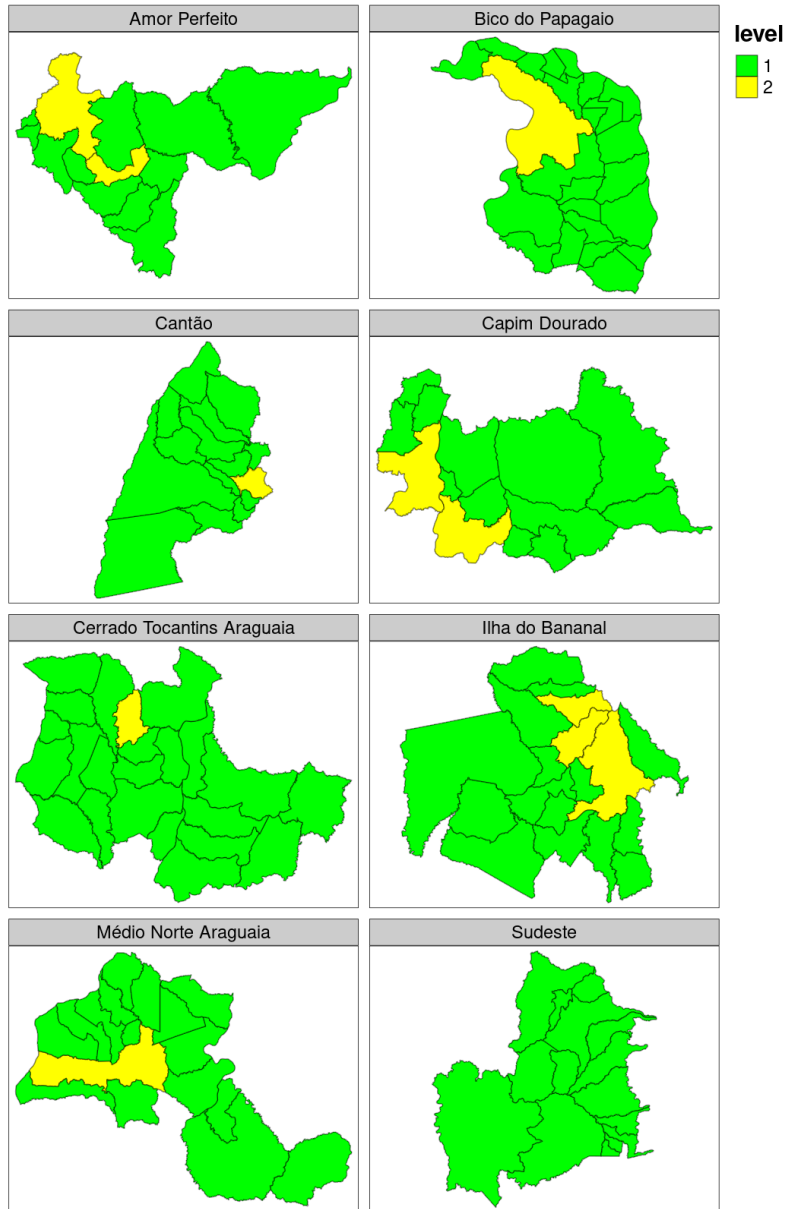 Amor Perfeito
Bico do Papagaio
level
1
2
Cantão
Capim Dourado
Cerrado Tocantins Araguaia
Ilha do Bananal
Médio Norte Araguaia
Sudeste